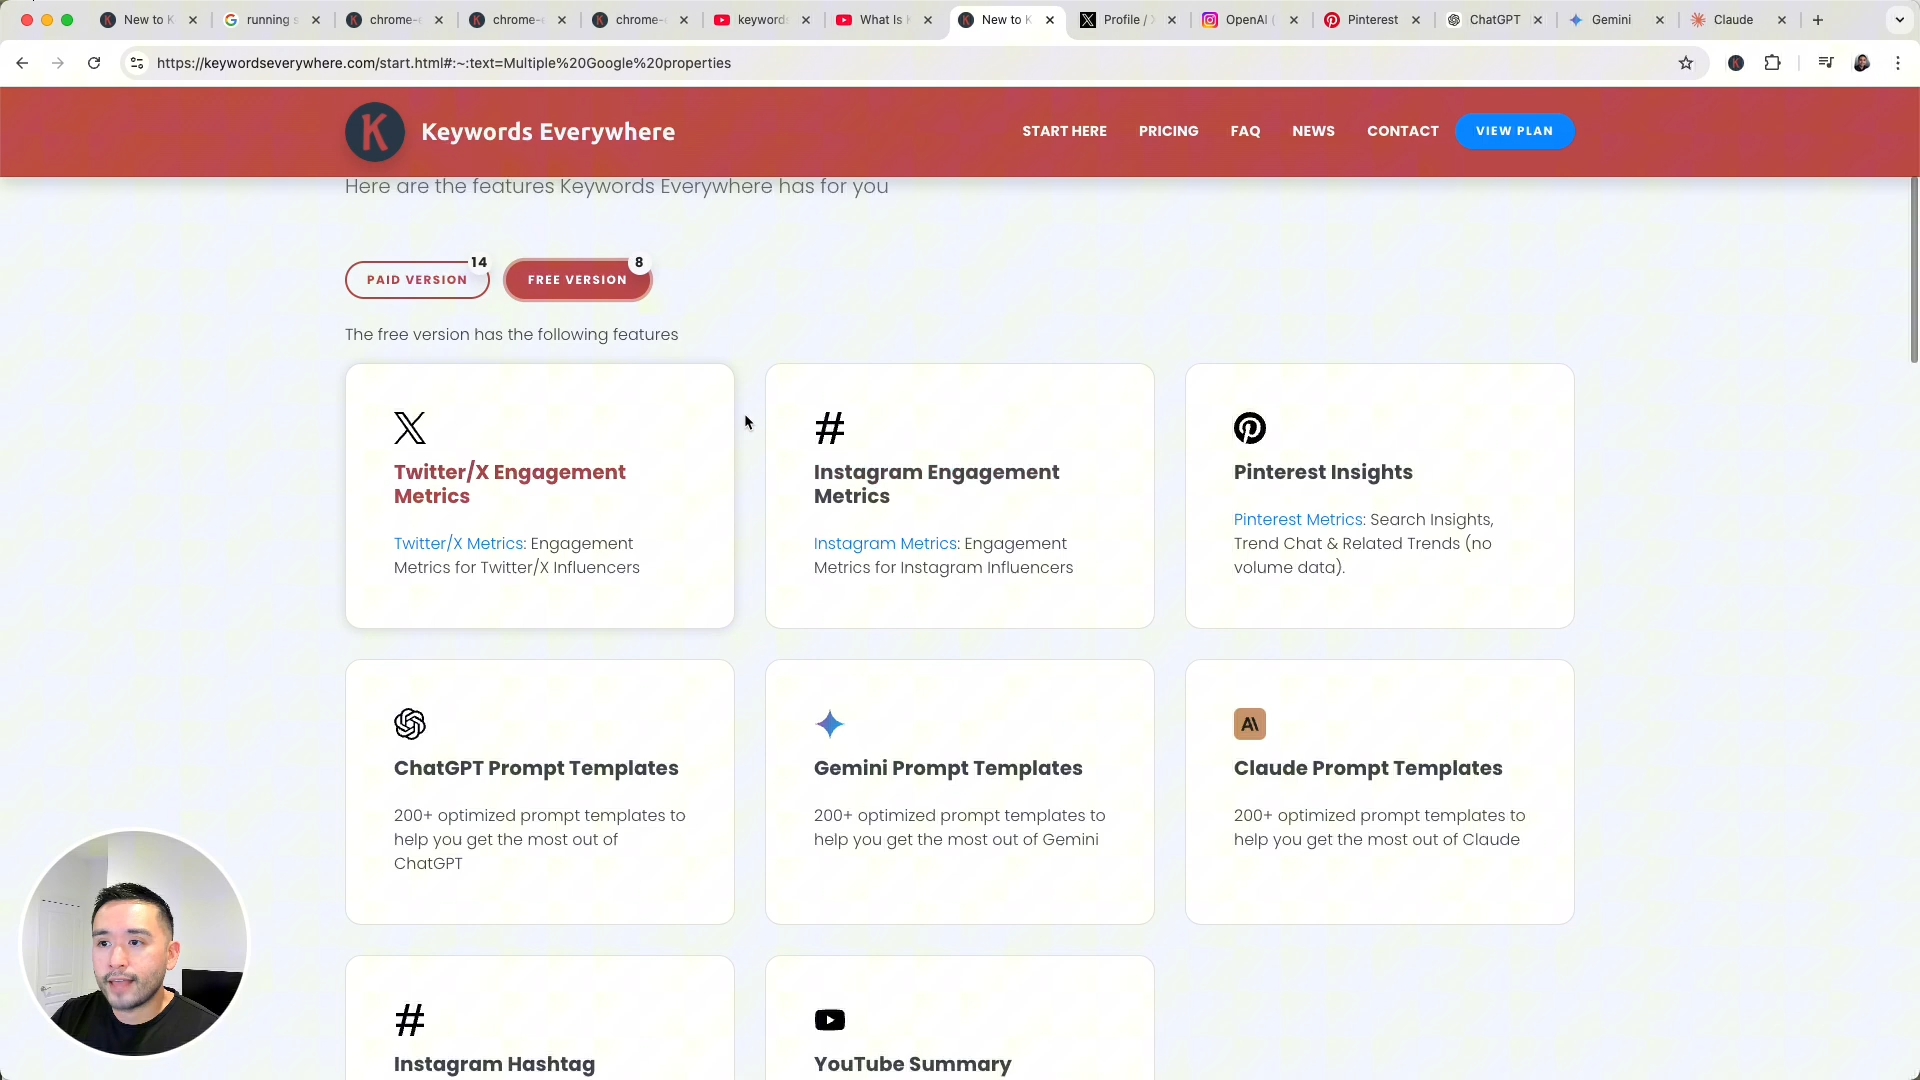 New to K
running s
chrome-e
chrome-e
chrome-e
keywords
What Is K
New to K
Profile / X
OpenAI (
Pinterest
ChatGPT
Gemini
Claude
https://keywordseverywhere.com/start.html#:~:text=Multiple%20Google%20properties
K
Keywords Everywhere
START HERE
PRICING
FAQ
NEWS
CONTACT
VIEW PLAN
Here are the features Keywords Everywhere has for you
PAID VERSION
14
FREE VERSION
8
The free version has the following features
Twitter/X Engagement
Metrics
Twitter/X Metrics: Engagement
Metrics for Twitter/X Influencers
#
Instagram Engagement
Metrics
Instagram Metrics: Engagement
Metrics for Instagram Influencers
Pinterest Insights
Pinterest Metrics: Search Insights,
Trend Chat & Related Trends (no
volume data).
ChatGPT Prompt Templates
200+ optimized prompt templates to
help you get the most out of
ChatGPT
Gemini Prompt Templates
200+ optimized prompt templates to
help you get the most out of Gemini
Claude Prompt Templates
200+ optimized prompt templates to
help you get the most out of Claude
#
Instagram Hashtag
YouTube Summary